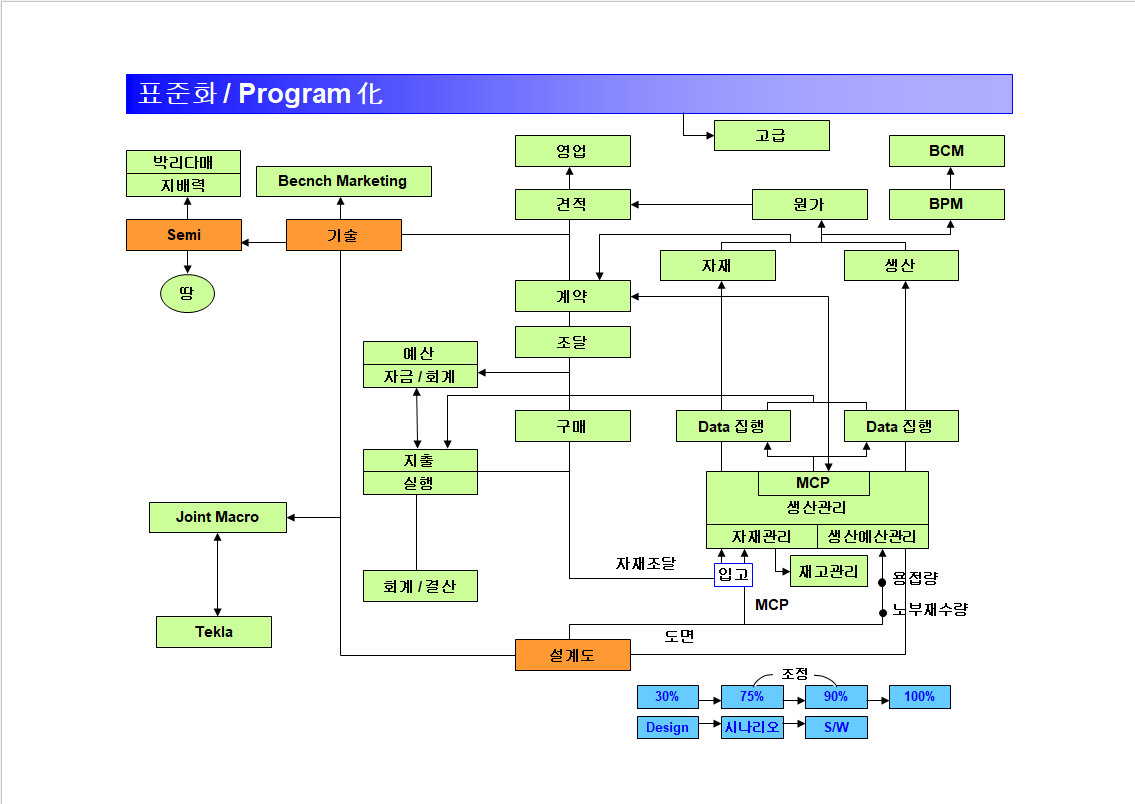 표준화 / Program 化
고급
영업
BCM
박리다매
지배력
Becnch Marketing
견적
원가
BPM
Semi
기술
자재
생산
땅
계약
조달
예산
자금 / 회계
구매
Data 집행
Data 집행
지출
실행
MCP
생산관리
자재관리
생산예산관리
Joint Macro
자재조달
입고
재고관리
용접량
회계 / 결산
MCP
노부재수량
Tekla
도면
설계도
조정
30%
75%
90%
100%
Design
시나리오
S/W